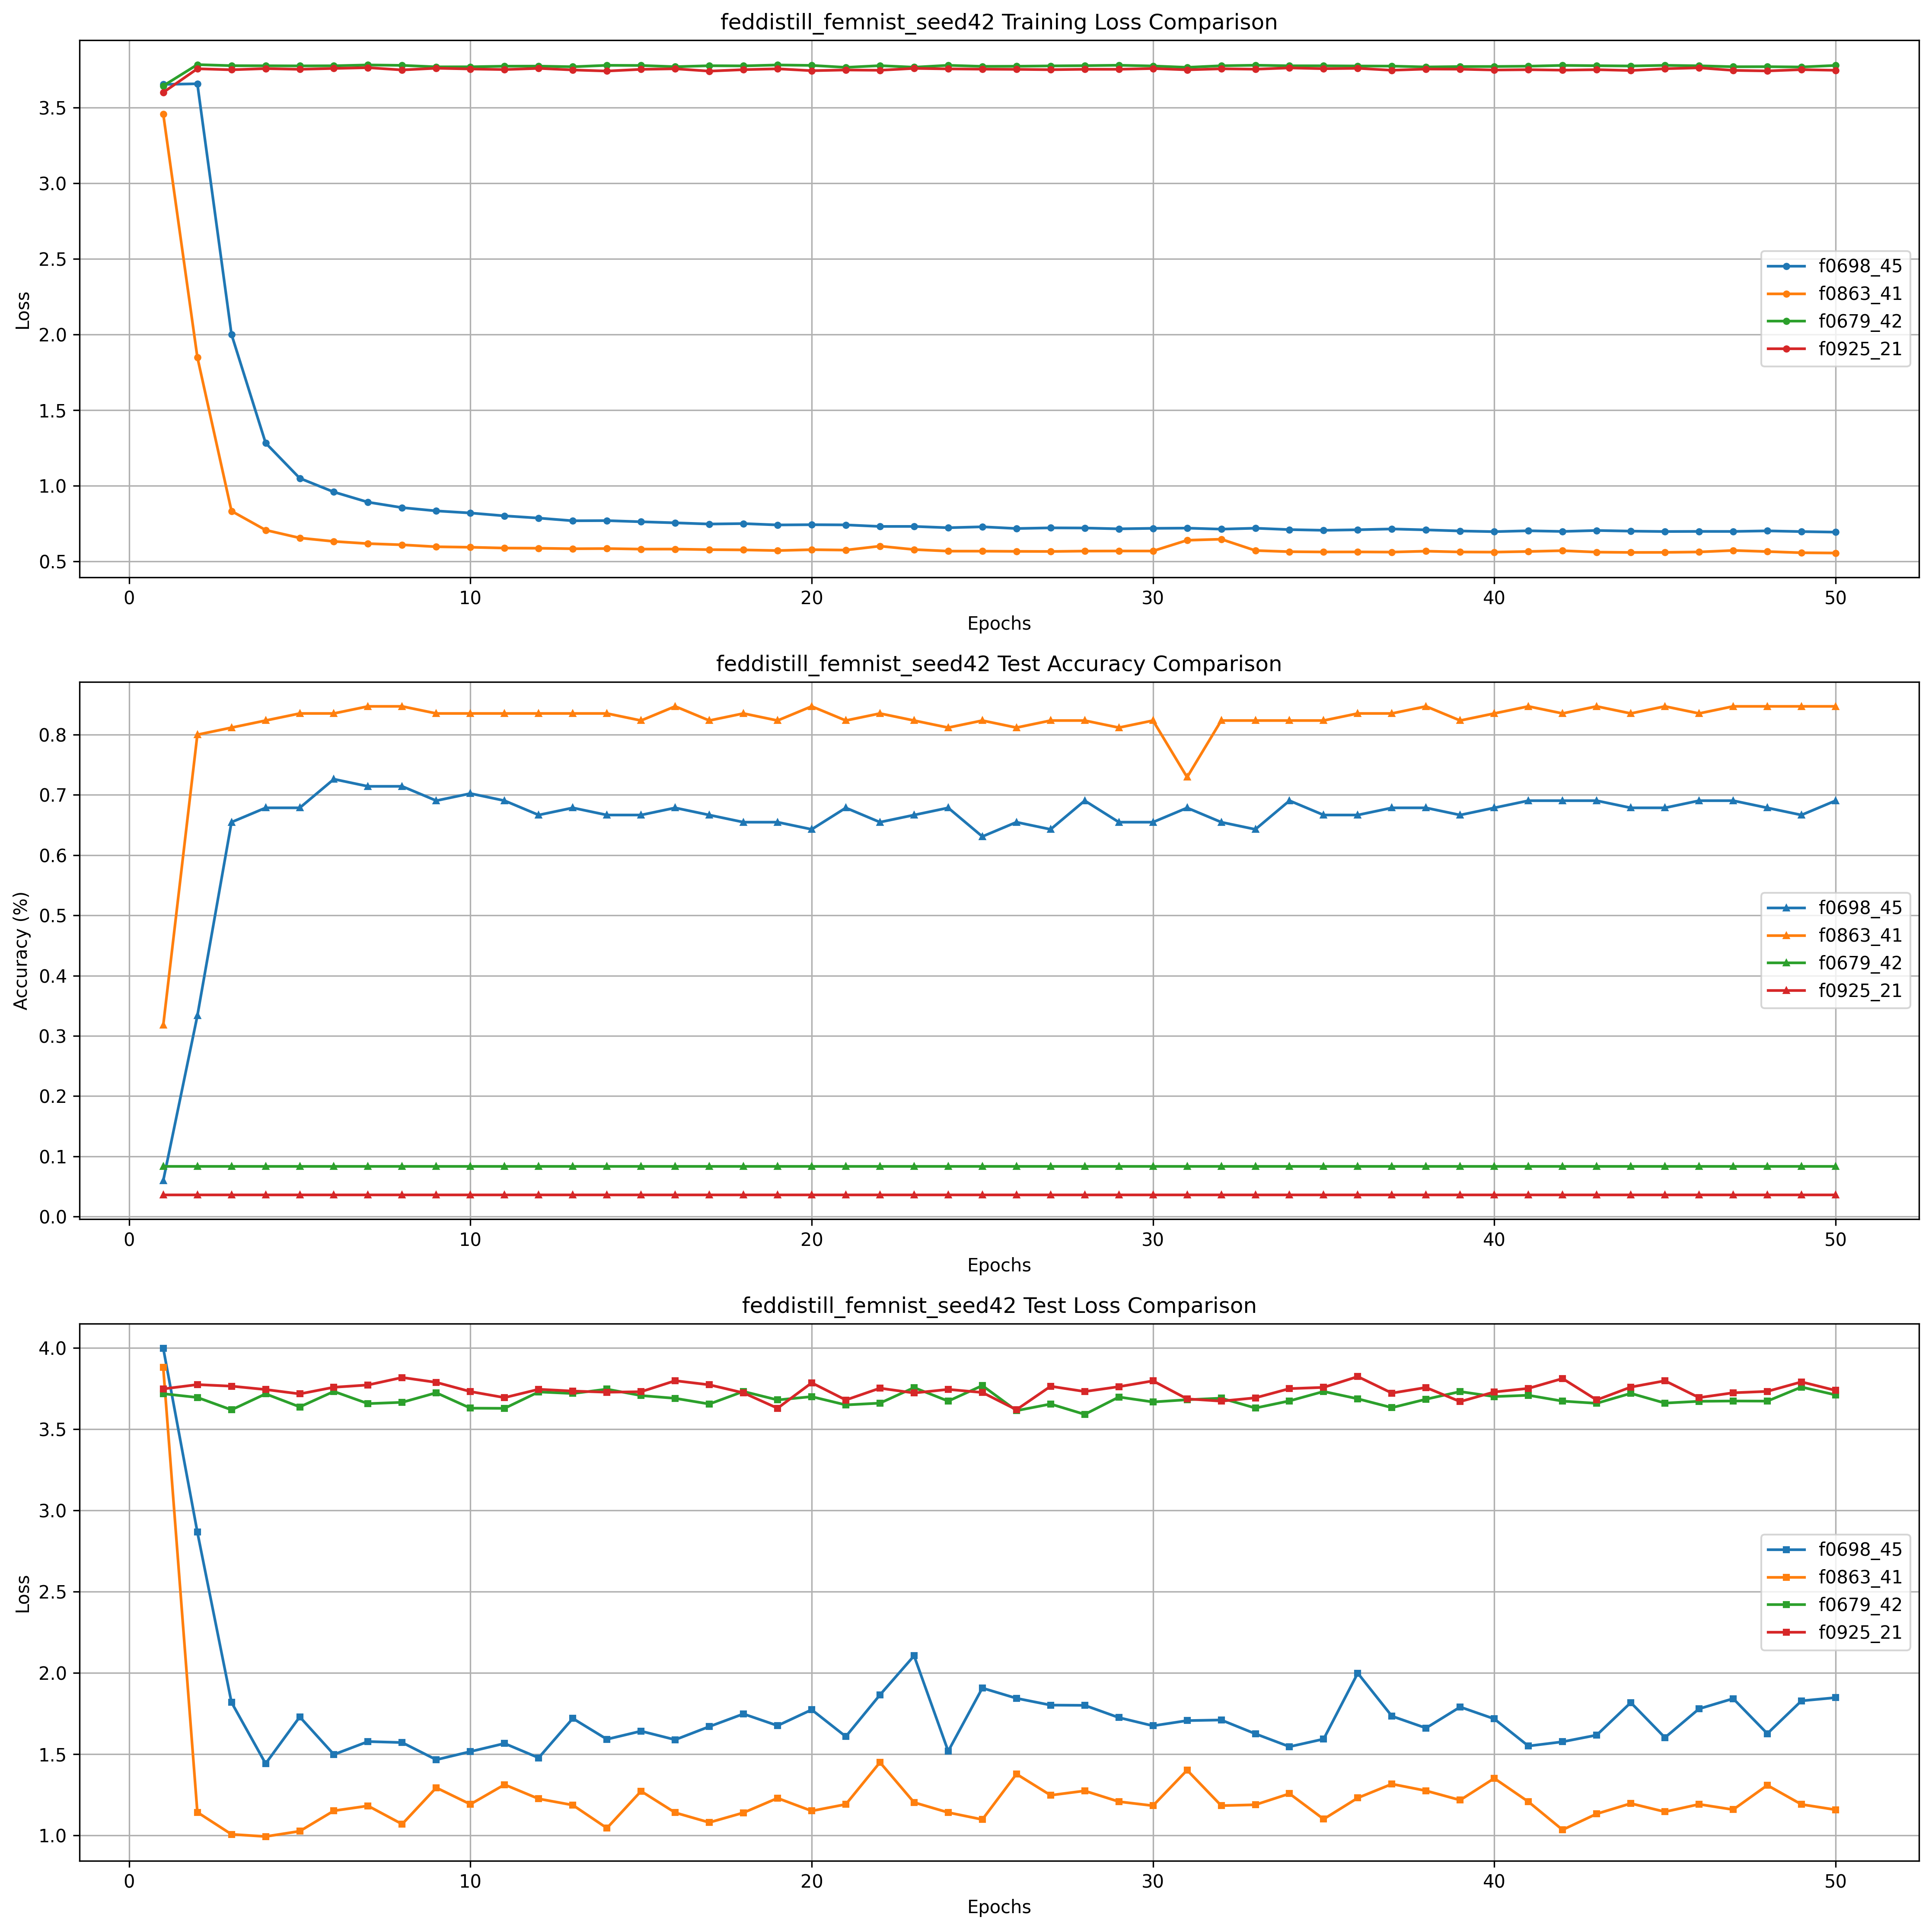 feddistill_femnist_seed42 Training Loss Comparison
3.5
3.0
2.5
2.0
1.5
1.0
0.5
Loss
f0698_45
f0863_41
f0679_42
f0925_21
0 10 20 30 40 50
Epochs
feddistill_femnist_seed42 Test Accuracy Comparison
0.8
0.7
0.6
0.5
0.4
0.3
0.2
0.1
0.0
Accuracy (%)
f0698_45
f0863_41
f0679_42
f0925_21
0 10 20 30 40 50
Epochs
feddistill_femnist_seed42 Test Loss Comparison
4.0
3.5
3.0
2.5
2.0
1.5
1.0
Loss
f0698_45
f0863_41
f0679_42
f0925_21
0 10 20 30 40 50
Epochs